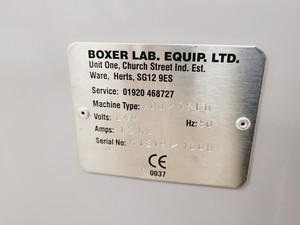 BOXER LAB. EQUIP. LTD.
Unit One, Church Street Ind. Est.
Ware, Herts, SG12 9ES
Service: 01920 468727
Machine Type:
Volts: Hz: 50
Amps:
Serial No:
CE
0037